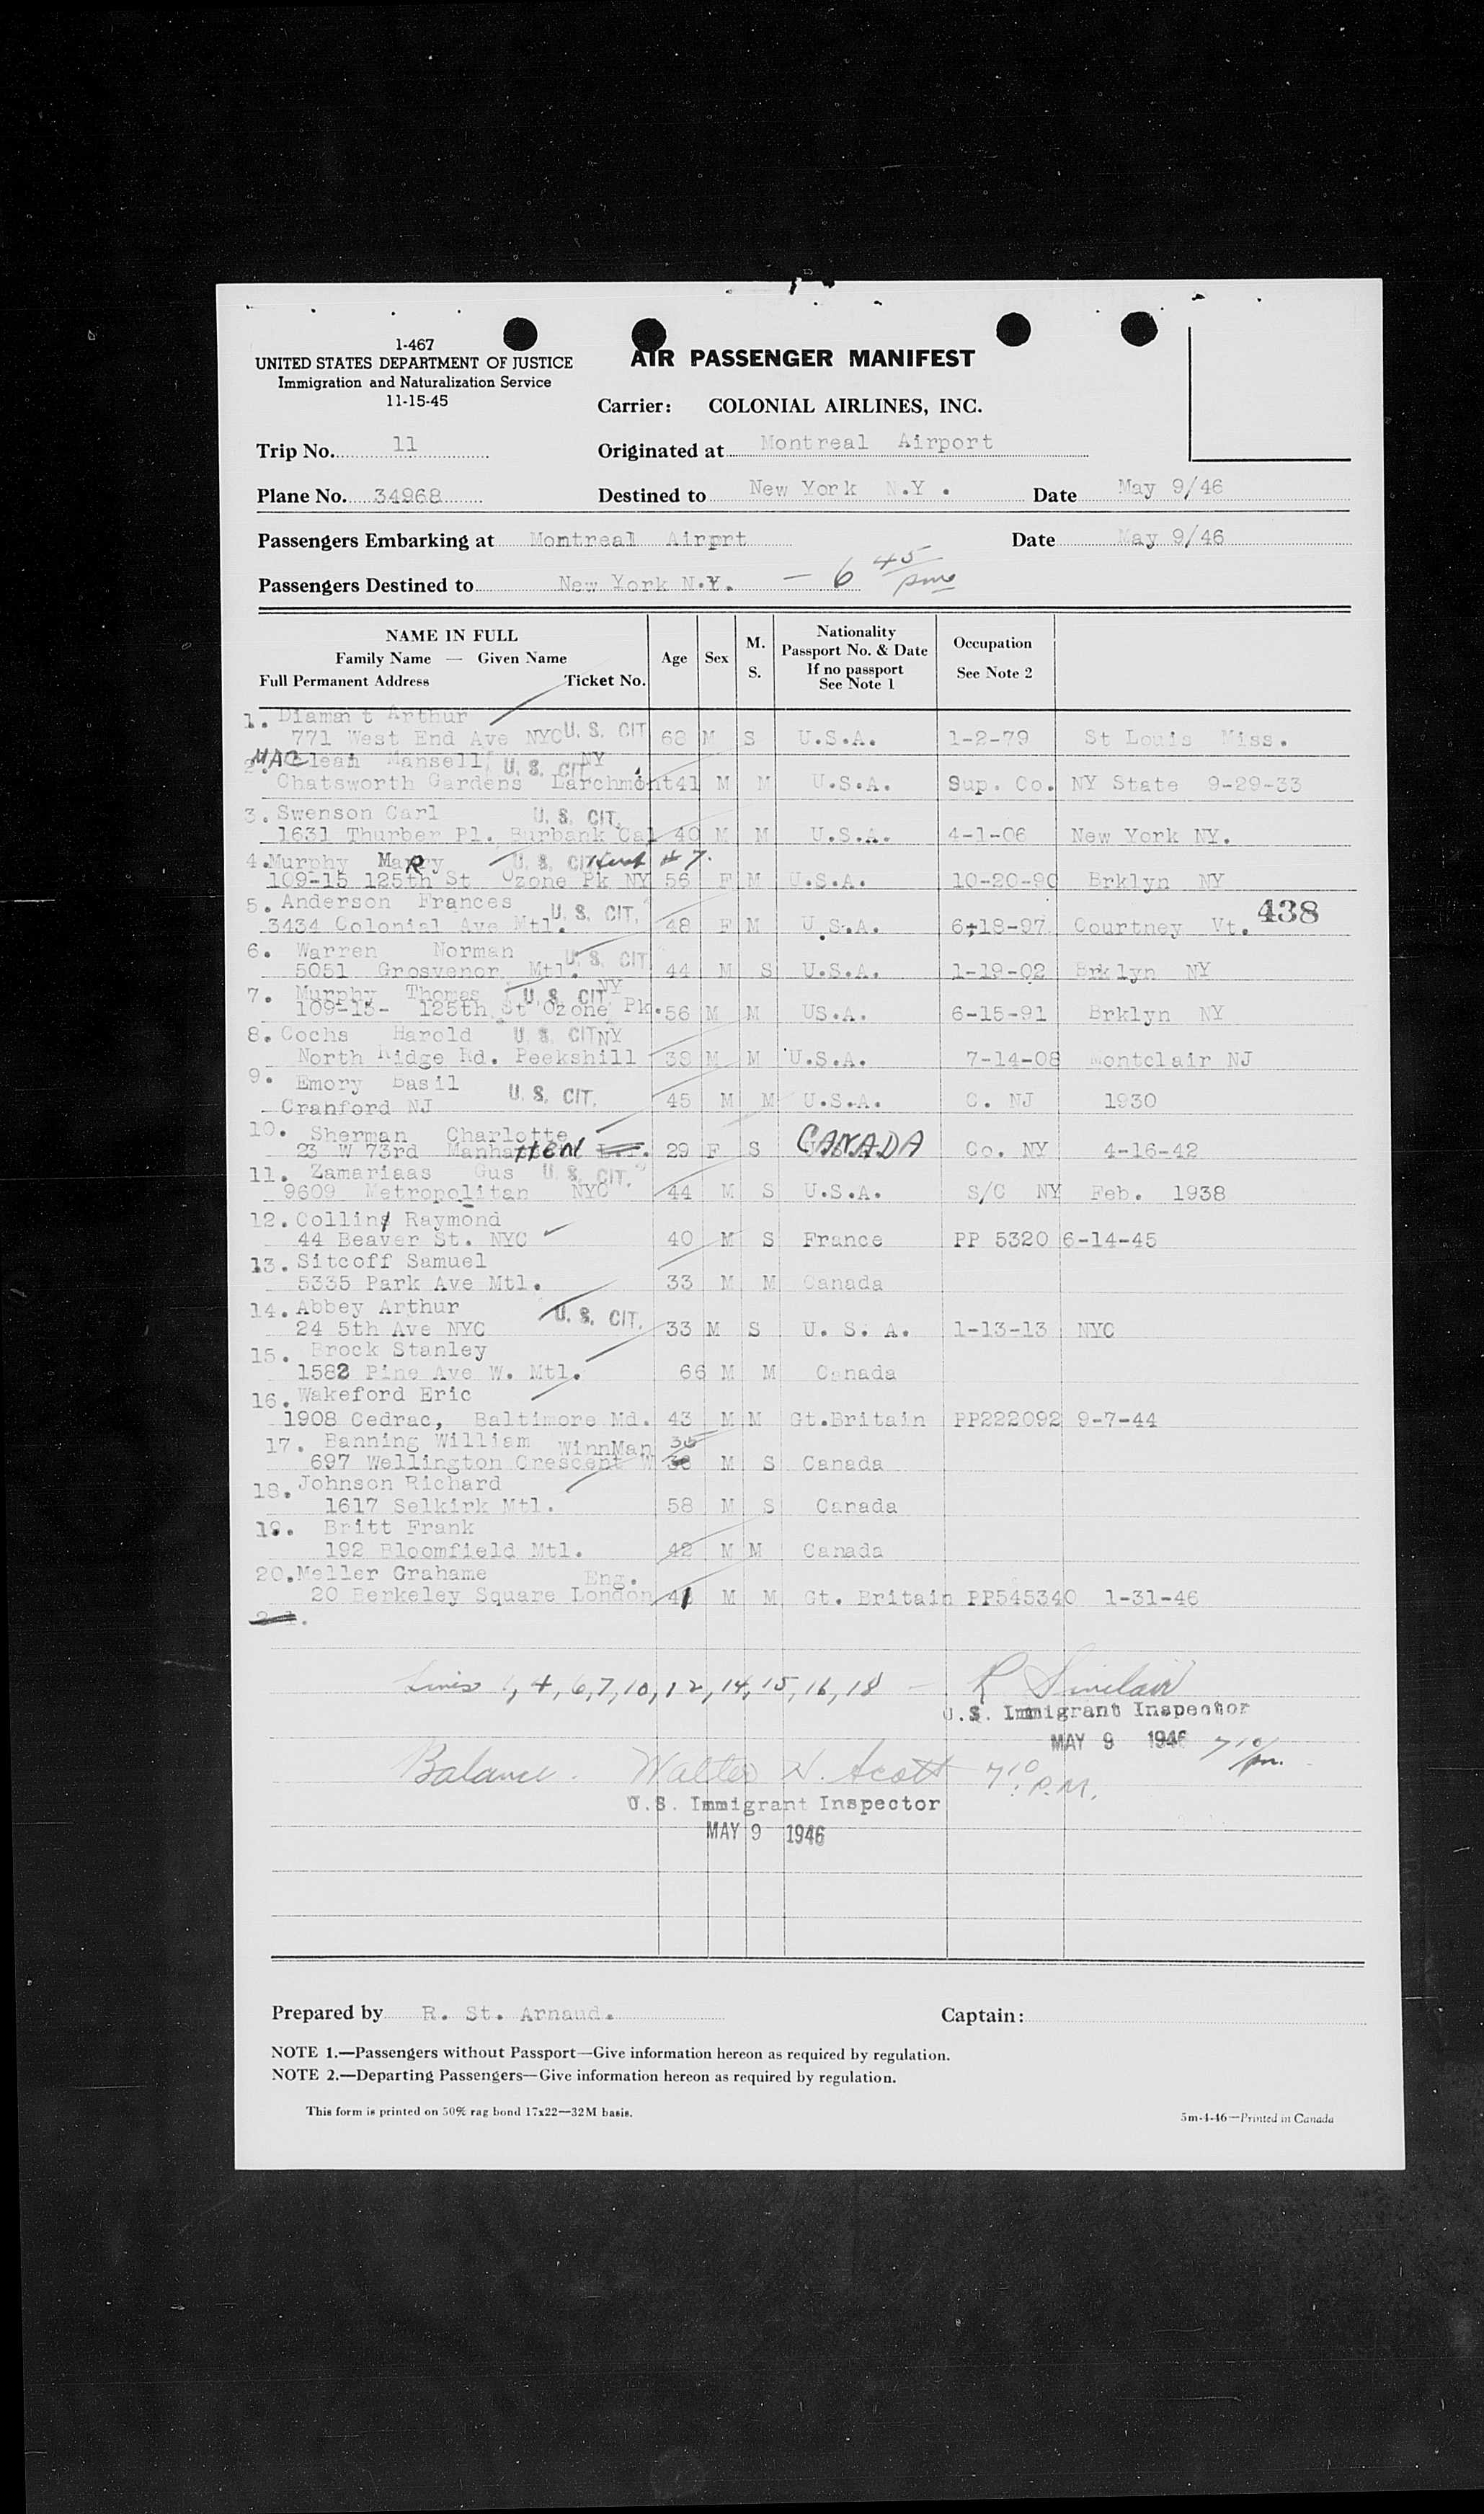 1-467
UNITED STATES DEPARTMENT OF JUSTICE
Immigration and Naturalization Service
11-15-45
AIR PASSENGER MANIFEST
Carrier: COLONIAL AIRLINES, INC.
Trip No. 11
Originated at Montreal Airport
Plane No. 34968
Destined to New York N.Y. Date May 9/46
Passengers Embarking at Montreal Airprt Date May 9/46
Passengers Destined to New York N.Y. - 6 45 pm
NAME IN FULL
Family Name — Given Name
Full Permanent Address Ticket No.
Age
Sex
M.
S.
Nationality
Passport No. & Date
If no passport
See Note 1
Occupation
See Note 2
1. Diamant Arthur
771 West End Ave NYC U. S. CIT 68 M S U.S.A. 1-2-79 St Louis Miss.
2. MAC lean Mansell U. S. CIT. NY
Chatsworth Gardens Larchmont 41 M M U.S.A. Sup. Co. NY State 9-29-33
3. Swenson Carl U. S. CIT.
1631 Thurber Pl. Burbank Cal 40 M M U.S.A. 4-1-06 New York NY.
4. Murphy MaRy U. S. CIT # 7.
109-15 125th St Ozone Pk NY 56 F M U.S.A. 10-20-90 Brklyn NY
5. Anderson Frances U. S. CIT.
3434 Colonial Ave Mtl. 48 F M U.S.A. 6-18-97 Courtney Vt. 438
6. Warren Norman U. S. CIT
5051 Grosvenor Mtl. 44 M S U.S.A. 1-19-02 Brklyn NY
7. Murphy Thomas U. S. CIT NY
109-15- 125th St Ozone Pk. 56 M M US.A. 6-15-91 Brklyn NY
8. Cochs Harold U. S. CIT NY
North Ridge Rd. Peekshill 38 M M U.S.A. 7-14-08 Montclair NJ
9. Emory Basil U. S. CIT.
Cranford NJ 45 M M U.S.A. C. NJ 1930
10. Sherman Charlotte
23 W 73rd Manhatten 29 F S CANADA Co. NY 4-16-42
11. Zamariaas Gus U. S. CIT.
9609 Metropolitan NYC 44 M S U.S.A. S/C NY Feb. 1938
12. Collin Raymond
44 Beaver St. NYC 40 M S France PP 5320 6-14-45
13. Sitcoff Samuel
5335 Park Ave Mtl. 33 M M Canada
14. Abbey Arthur U. S. CIT.
24 5th Ave NYC 33 M S U. S. A. 1-13-13 NYC
15. Brock Stanley
1582 Pine Ave W. Mtl. 66 M M Canada
16. Wakeford Eric
1908 Cedrac, Baltimore Md. 43 M M Gt.Britain PP222092 9-7-44
17. Banning William WinnMan 35
697 Wellington Crescent W M S Canada
18. Johnson Richard
1617 Selkirk Mtl. 58 M S Canada
19. Britt Frank
192 Bloomfield Mtl. 42 M M Canada
20. Meller Grahame Eng.
20 Berkeley Square London 41 M M Gt. Britain PP545340 1-31-46
Lines 1, 4, 6, 7, 10, 12, 14, 15, 16, 18 - R Sinclair
U.S. Immigrant Inspector
MAY 9 1946 7 10/pm.
Balance. Walter N. Scott 7:10 P.M.
U.S. Immigrant Inspector
MAY 9 1946
Prepared by R. St. Arnaud. Captain:
NOTE 1.—Passengers without Passport—Give information hereon as required by regulation.
NOTE 2.—Departing Passengers—Give information hereon as required by regulation.
This form is printed on 50% rag bond 17x22—32M basis.
5m-4-46—Printed in Canada